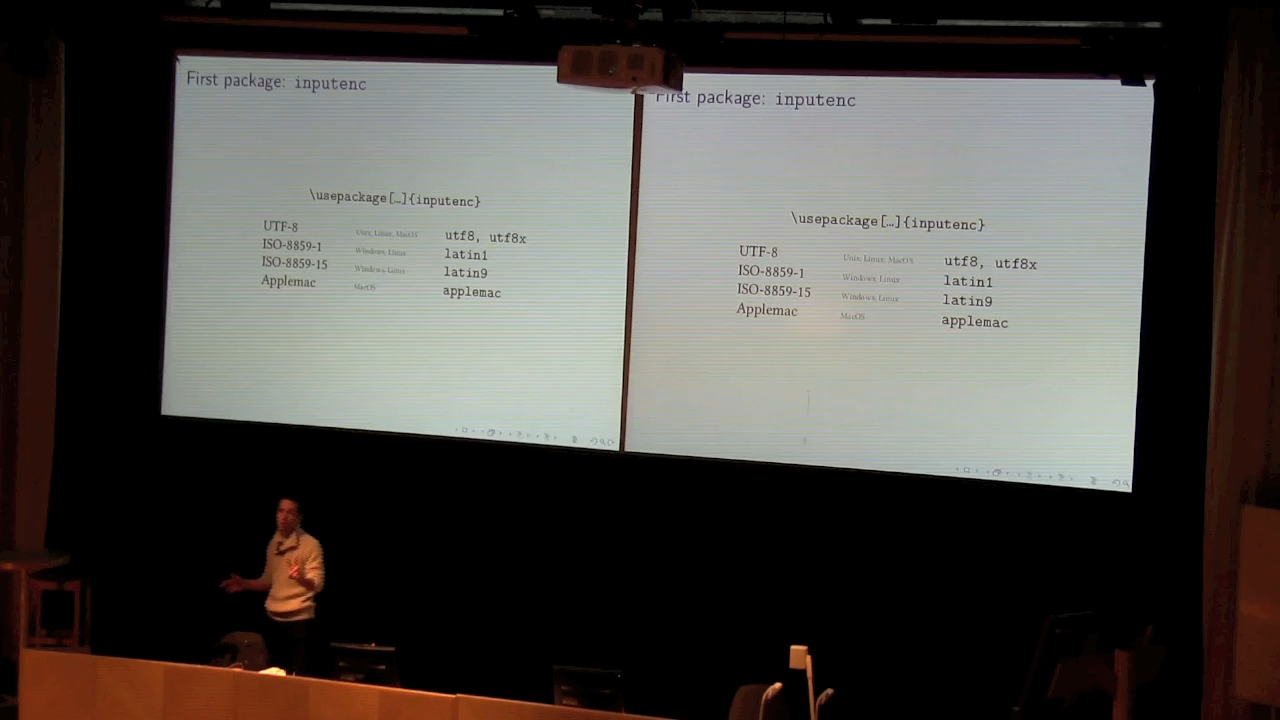 First package: inputenc
\usepackage[…]{inputenc}
UTF-8 Unix, Linux, MacOS utf8, utf8x
ISO-8859-1 Windows, Linux latin1
ISO-8859-15 Windows, Linux latin9
Applemac MacOS applemac
First package: inputenc
\usepackage[…]{inputenc}
UTF-8 Unix, Linux, MacOS utf8, utf8x
ISO-8859-1 Windows, Linux latin1
ISO-8859-15 Windows, Linux latin9
Applemac MacOS applemac